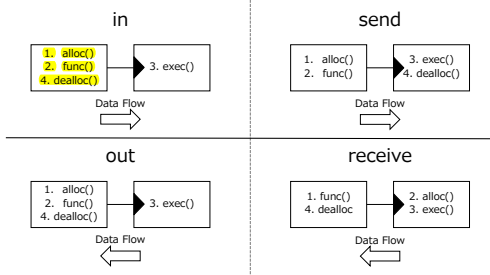 in
1. alloc()
2. func()
4. dealloc()
3. exec()
Data Flow
send
1. alloc()
2. func()
3. exec()
4. dealloc()
Data Flow
out
1. alloc()
2. func()
4. dealloc()
3. exec()
Data Flow
receive
1. func()
4. dealloc
2. alloc()
3. exec()
Data Flow